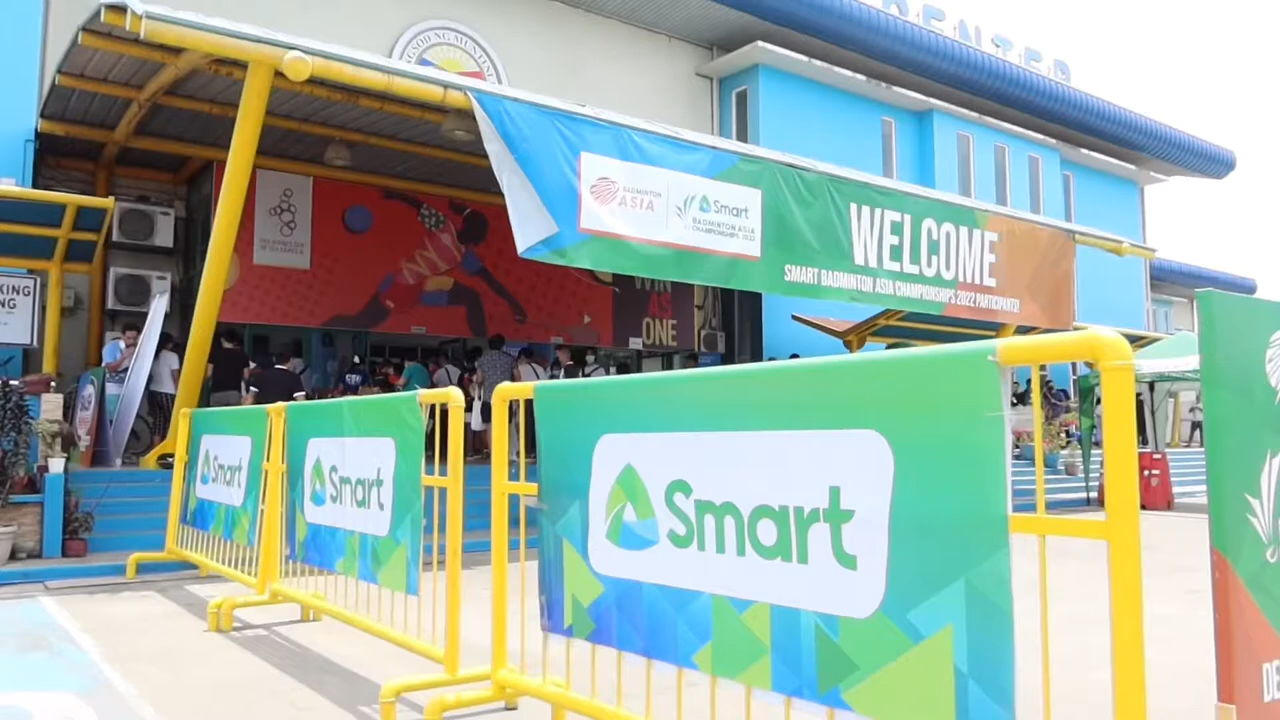 CENTER
BADMINTON
ASIA
Smart
BADMINTON ASIA
CHAMPIONSHIPS 2022
WELCOME
SMART BADMINTON ASIA CHAMPIONSHIPS 2022 PARTICIPANTS!
WIN
AS
ONE
Smart
Smart
Smart